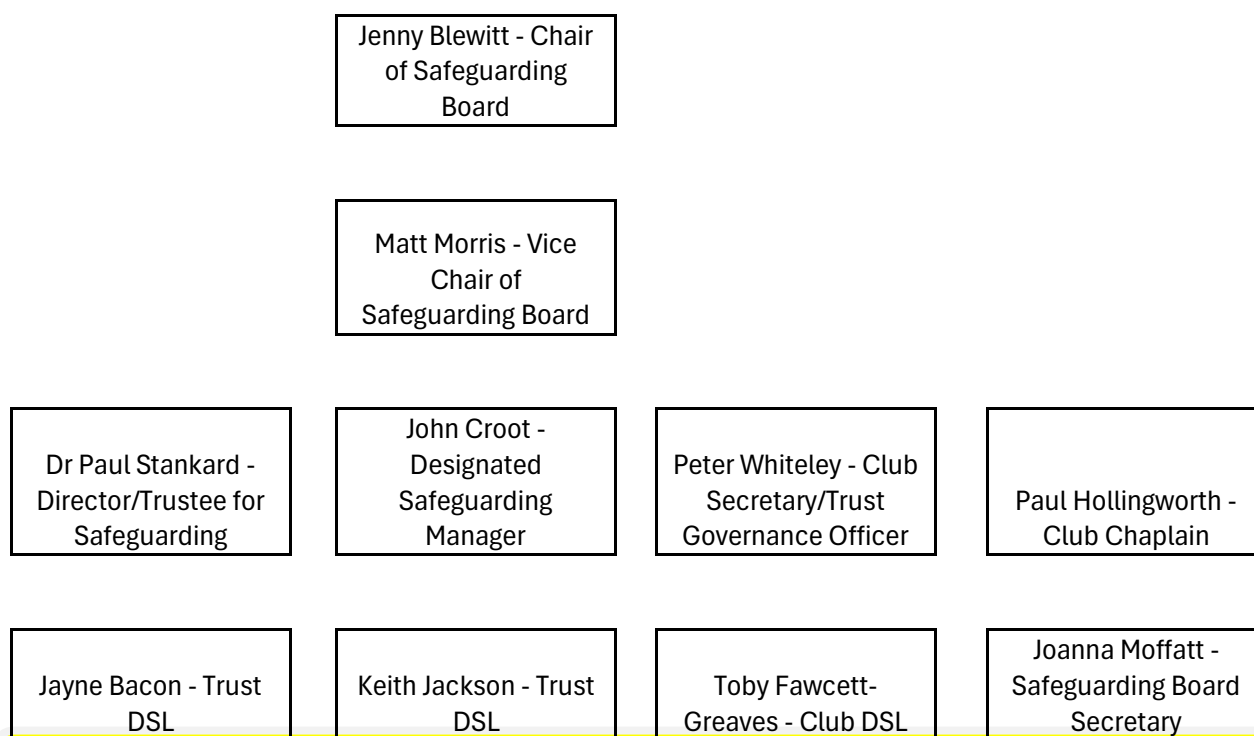 Jenny Blewitt - Chair
of Safeguarding
Board
Matt Morris - Vice
Chair of
Safeguarding Board
Dr Paul Stankard -
Director/Trustee for
Safeguarding
John Croot -
Designated
Safeguarding
Manager
Peter Whiteley - Club
Secretary/Trust
Governance Officer
Paul Hollingworth -
Club Chaplain
Jayne Bacon - Trust
DSL
Keith Jackson - Trust
DSL
Toby Fawcett-
Greaves - Club DSL
Joanna Moffatt -
Safeguarding Board
Secretary